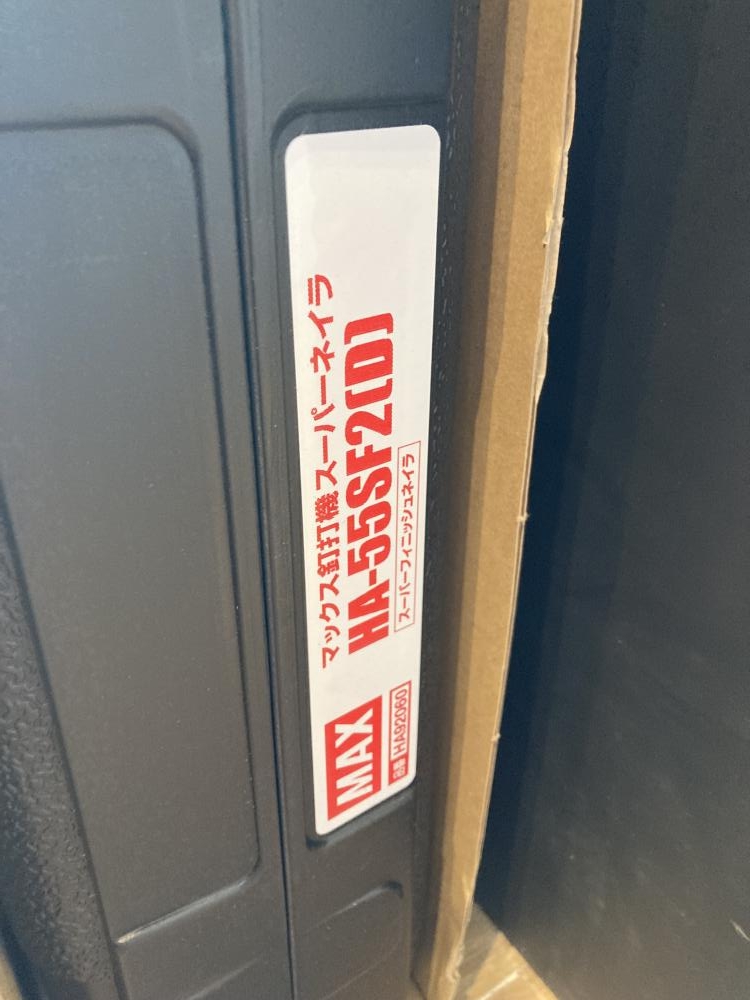 マックス釘打機スーパーネイラ
HA-55SF2(D)
スーパーフィニッシュネイラ
MAX
品番 HA92060